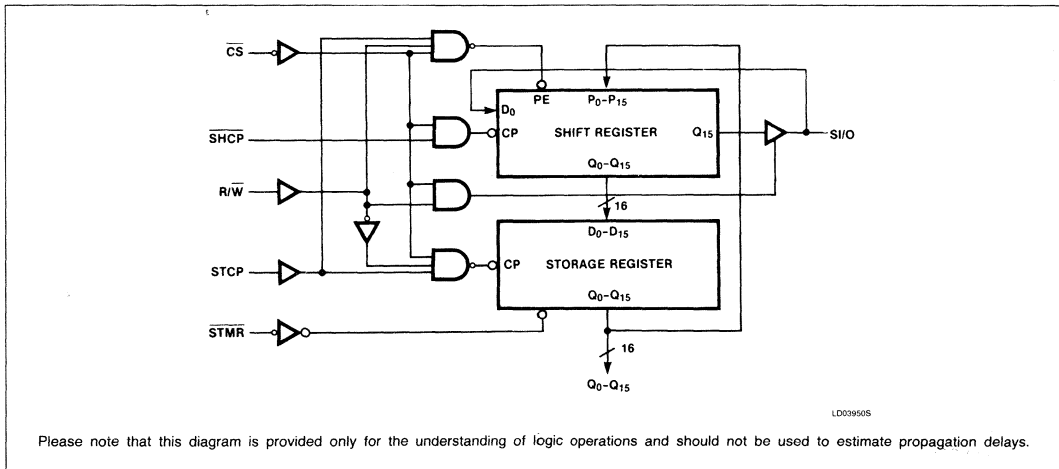 CS
SHCP
R/W
STCP
STMR
PE
P0-P15
D0
CP
SHIFT REGISTER
Q15
SI/O
Q0-Q15
16
D0-D15
CP
STORAGE REGISTER
Q0-Q15
16
Q0-Q15
LD03950S
Please note that this diagram is provided only for the understanding of logic operations and should not be used to estimate propagation delays.